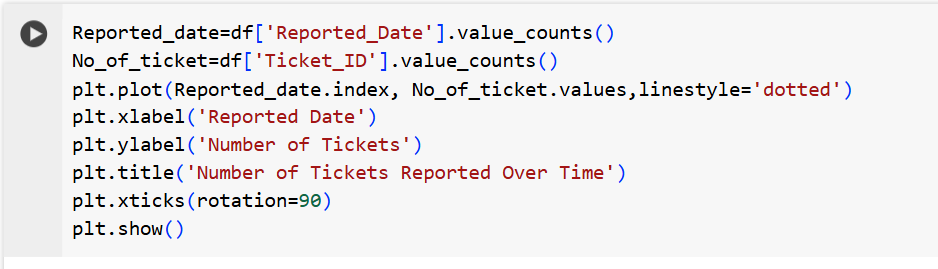 Reported_date=df['Reported_Date'].value_counts()
No_of_ticket=df['Ticket_ID'].value_counts()
plt.plot(Reported_date.index, No_of_ticket.values,linestyle='dotted')
plt.xlabel('Reported Date')
plt.ylabel('Number of Tickets')
plt.title('Number of Tickets Reported Over Time')
plt.xticks(rotation=90)
plt.show()